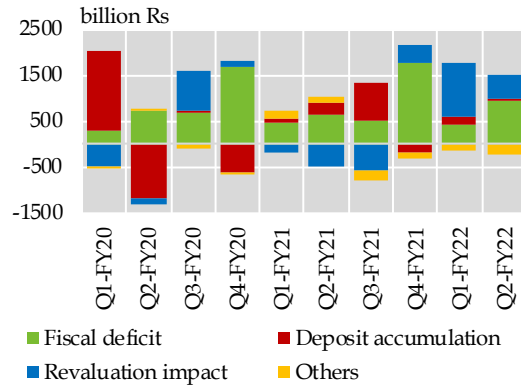 billion Rs
2500
1500
500
-500
-1500
Q1-FY20
Q2-FY20
Q3-FY20
Q4-FY20
Q1-FY21
Q2-FY21
Q3-FY21
Q4-FY21
Q1-FY22
Q2-FY22
Fiscal deficit
Deposit accumulation
Revaluation impact
Others